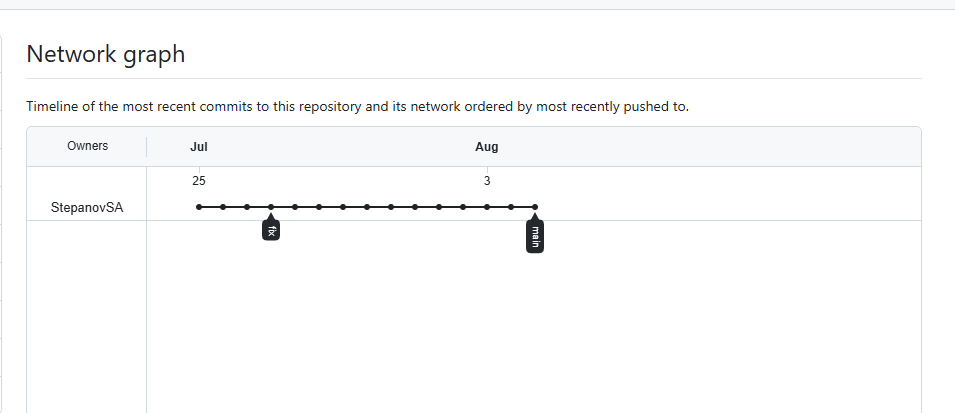 Network graph
Timeline of the most recent commits to this repository and its network ordered by most recently pushed to.
Owners Jul Aug
25 3
StepanovSA
fix
main